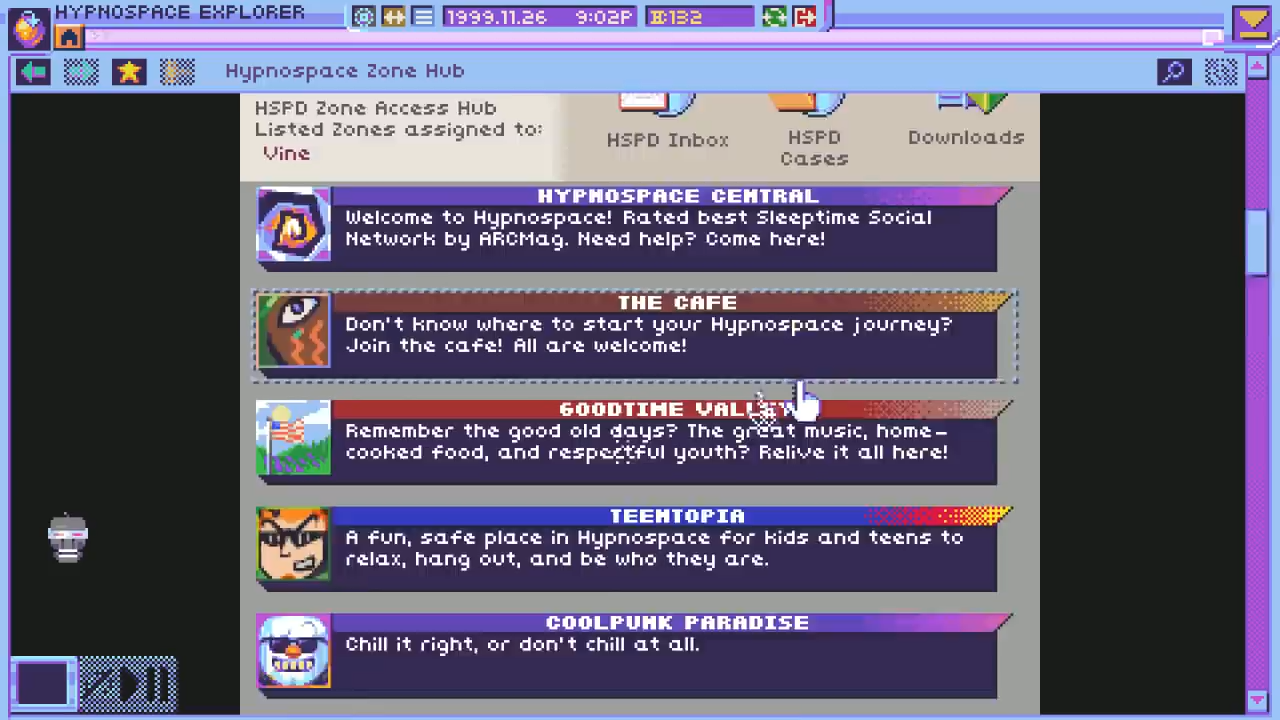 HYPNOSPACE EXPLORER
1999.11.26 9:02P
132
Hypnospace Zone Hub
HSPD Zone Access Hub
Listed Zones assigned to:
Vine
HSPD Inbox
HSPD
Cases
Downloads
HYPNOSPACE CENTRAL
Welcome to Hypnospace! Rated best Sleeptime Social
Network by ARCMag. Need help? Come here!
THE CAFE
Don't know where to start your Hypnospace journey?
Join the cafe! All are welcome!
GOODTIME VALLEY
Remember the good old days? The great music, home-
cooked food, and respectful youth? Relive it all here!
TEENTOPIA
A fun, safe place in Hypnospace for kids and teens to
relax, hang out, and be who they are.
COOLPUNK PARADISE
Chill it right, or don't chill at all.